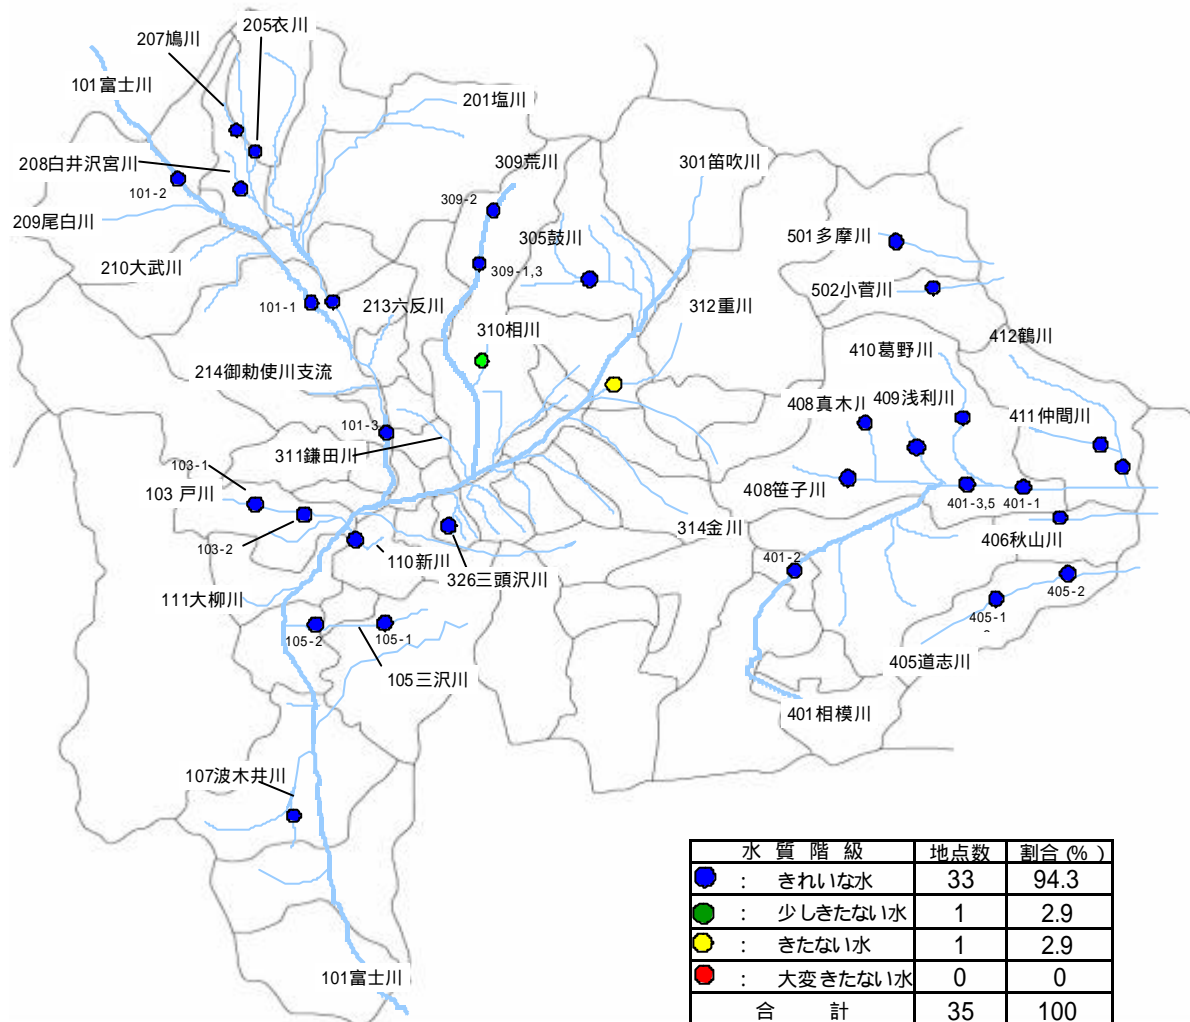 205衣川
207鳩川
101富士川
201塩川
208白井沢宮川
309荒川
301笛吹川
101-2
309-2
209尾白川
305鼓川
501多摩川
210大武川
309-1,3
502小菅川
101-1
213六反川
312重川
310相川
412鶴川
410葛野川
214御勅使川支流
408真木川
409浅利川
411仲間川
101-3
311鎌田川
103-1
103 戸川
408笹子川
401-3,5
401-1
314金川
103-2
406秋山川
110新川
401-2
326三頭沢川
405-2
111大柳川
405-1
105-2
105-1
405道志川
105三沢川
401相模川
107波木井川
101富士川
水 質 階 級 地点数 割合(%)
: きれいな水 33 94.3
: 少しきたない水 1 2.9
: きたない水 1 2.9
: 大変きたない水 0 0
合 計 35 100